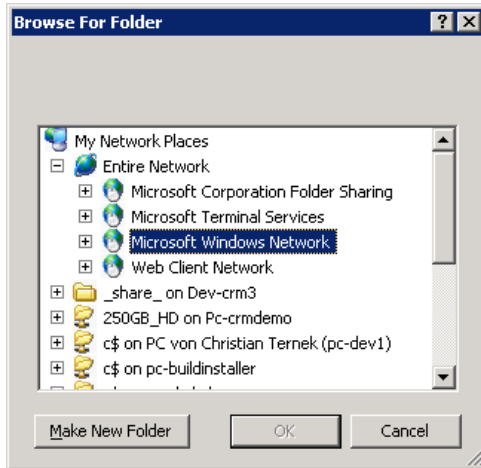 Browse For Folder
My Network Places
Entire Network
Microsoft Corporation Folder Sharing
Microsoft Terminal Services
Microsoft Windows Network
Web Client Network
_share_ on Dev-crm3
250GB_HD on Pc-crmdemo
c$ on PC von Christian Ternek (pc-dev1)
c$ on pc-buildinstaller
Make New Folder
OK
Cancel